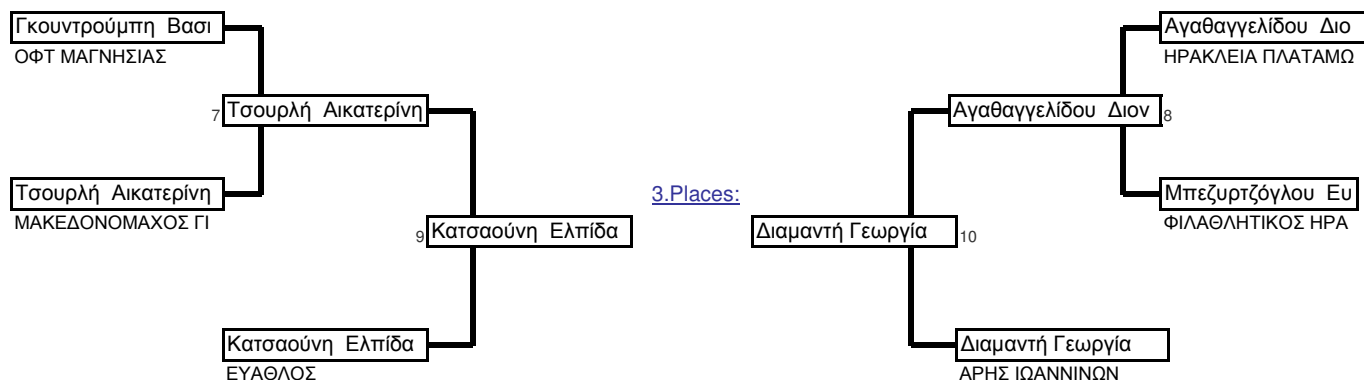 Γκουντρούμπη Βασι
ΟΦΤ ΜΑΓΝΗΣΙΑΣ
7 Τσουρλή Αικατερίνη
Τσουρλή Αικατερίνη
ΜΑΚΕΔΟΝΟΜΑΧΟΣ ΓΙ
9 Κατσαούνη Ελπίδα
Κατσαούνη Ελπίδα
ΕΥΑΘΛΟΣ
3.Places:
Αγαθαγγελίδου Διο
ΗΡΑΚΛΕΙΑ ΠΛΑΤΑΜΩ
Αγαθαγγελίδου Διον 8
Μπεζυρτζόγλου Ευ
ΦΙΛΑΘΛΗΤΙΚΟΣ ΗΡΑ
Διαμαντή Γεωργία 10
Διαμαντή Γεωργία
ΑΡΗΣ ΙΩΑΝΝΙΝΩΝ